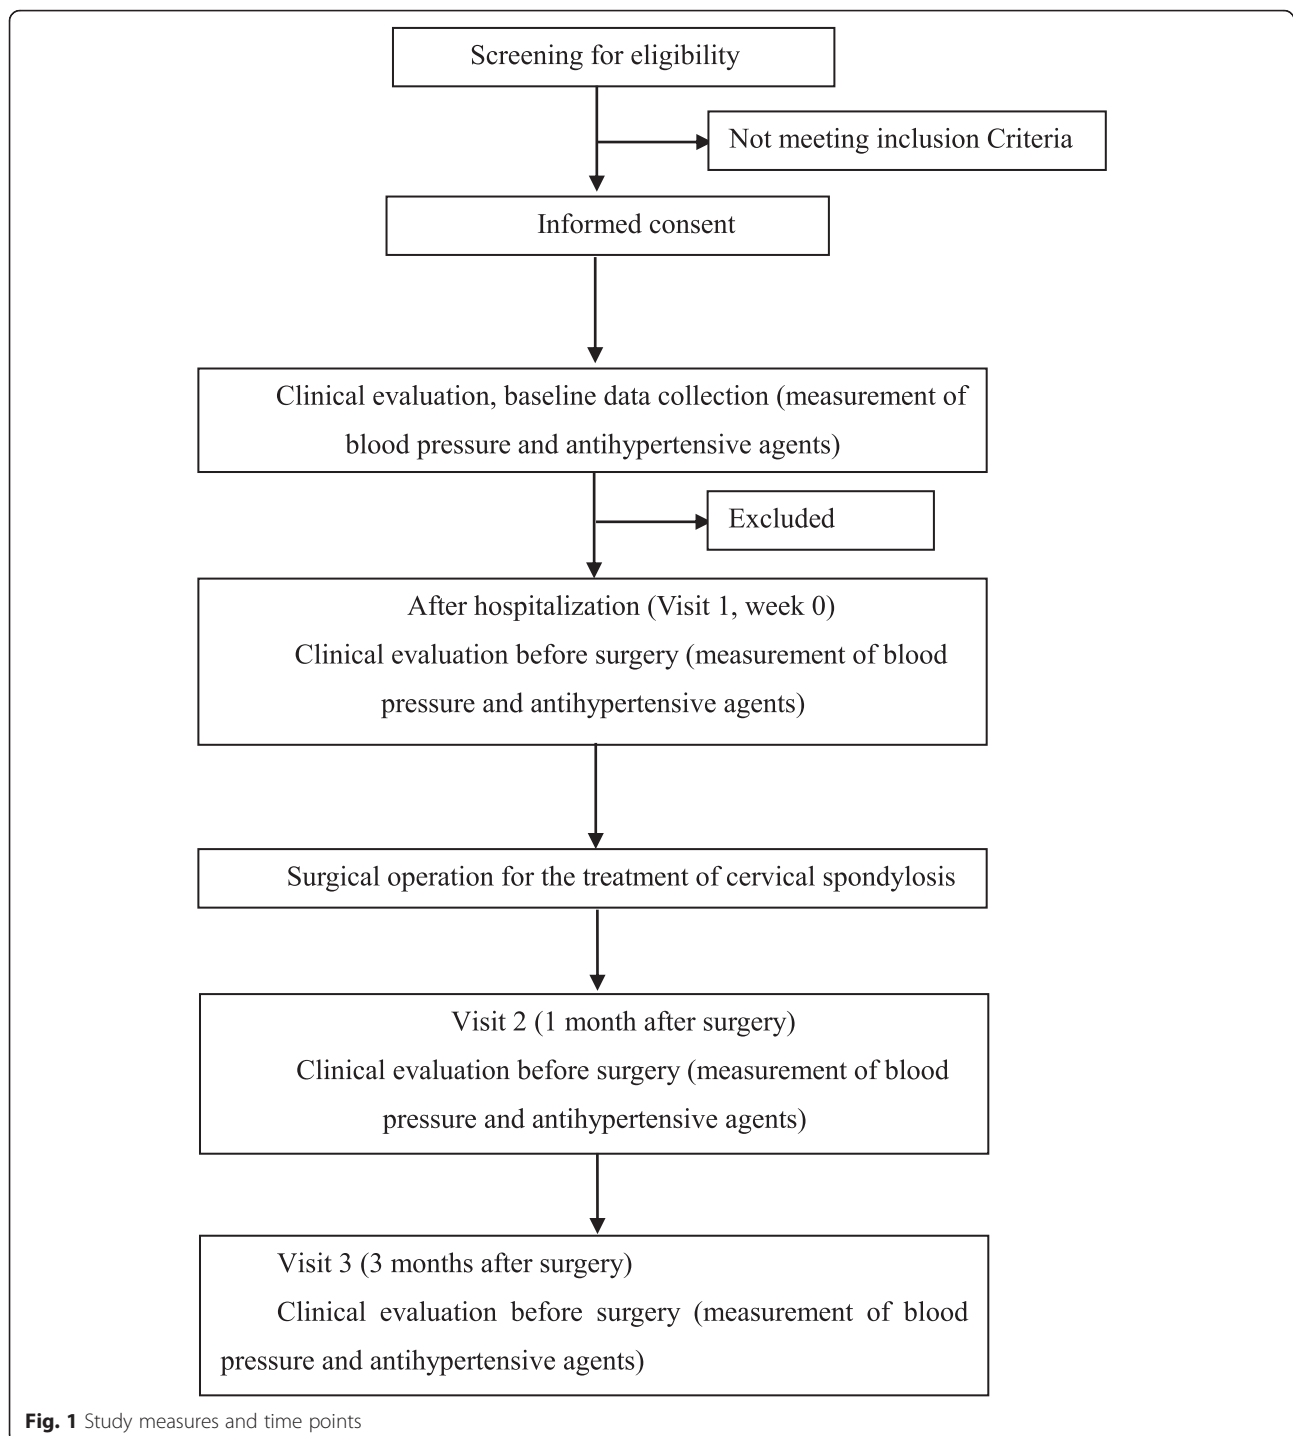 Screening for eligibility
Not meeting inclusion Criteria
Informed consent
Clinical evaluation, baseline data collection (measurement of
blood pressure and antihypertensive agents)
Excluded
After hospitalization (Visit 1, week 0)
Clinical evaluation before surgery (measurement of blood
pressure and antihypertensive agents)
Surgical operation for the treatment of cervical spondylosis
Visit 2 (1 month after surgery)
Clinical evaluation before surgery (measurement of blood
pressure and antihypertensive agents)
Visit 3 (3 months after surgery)
Clinical evaluation before surgery (measurement of blood
pressure and antihypertensive agents)
Fig. 1 Study measures and time points